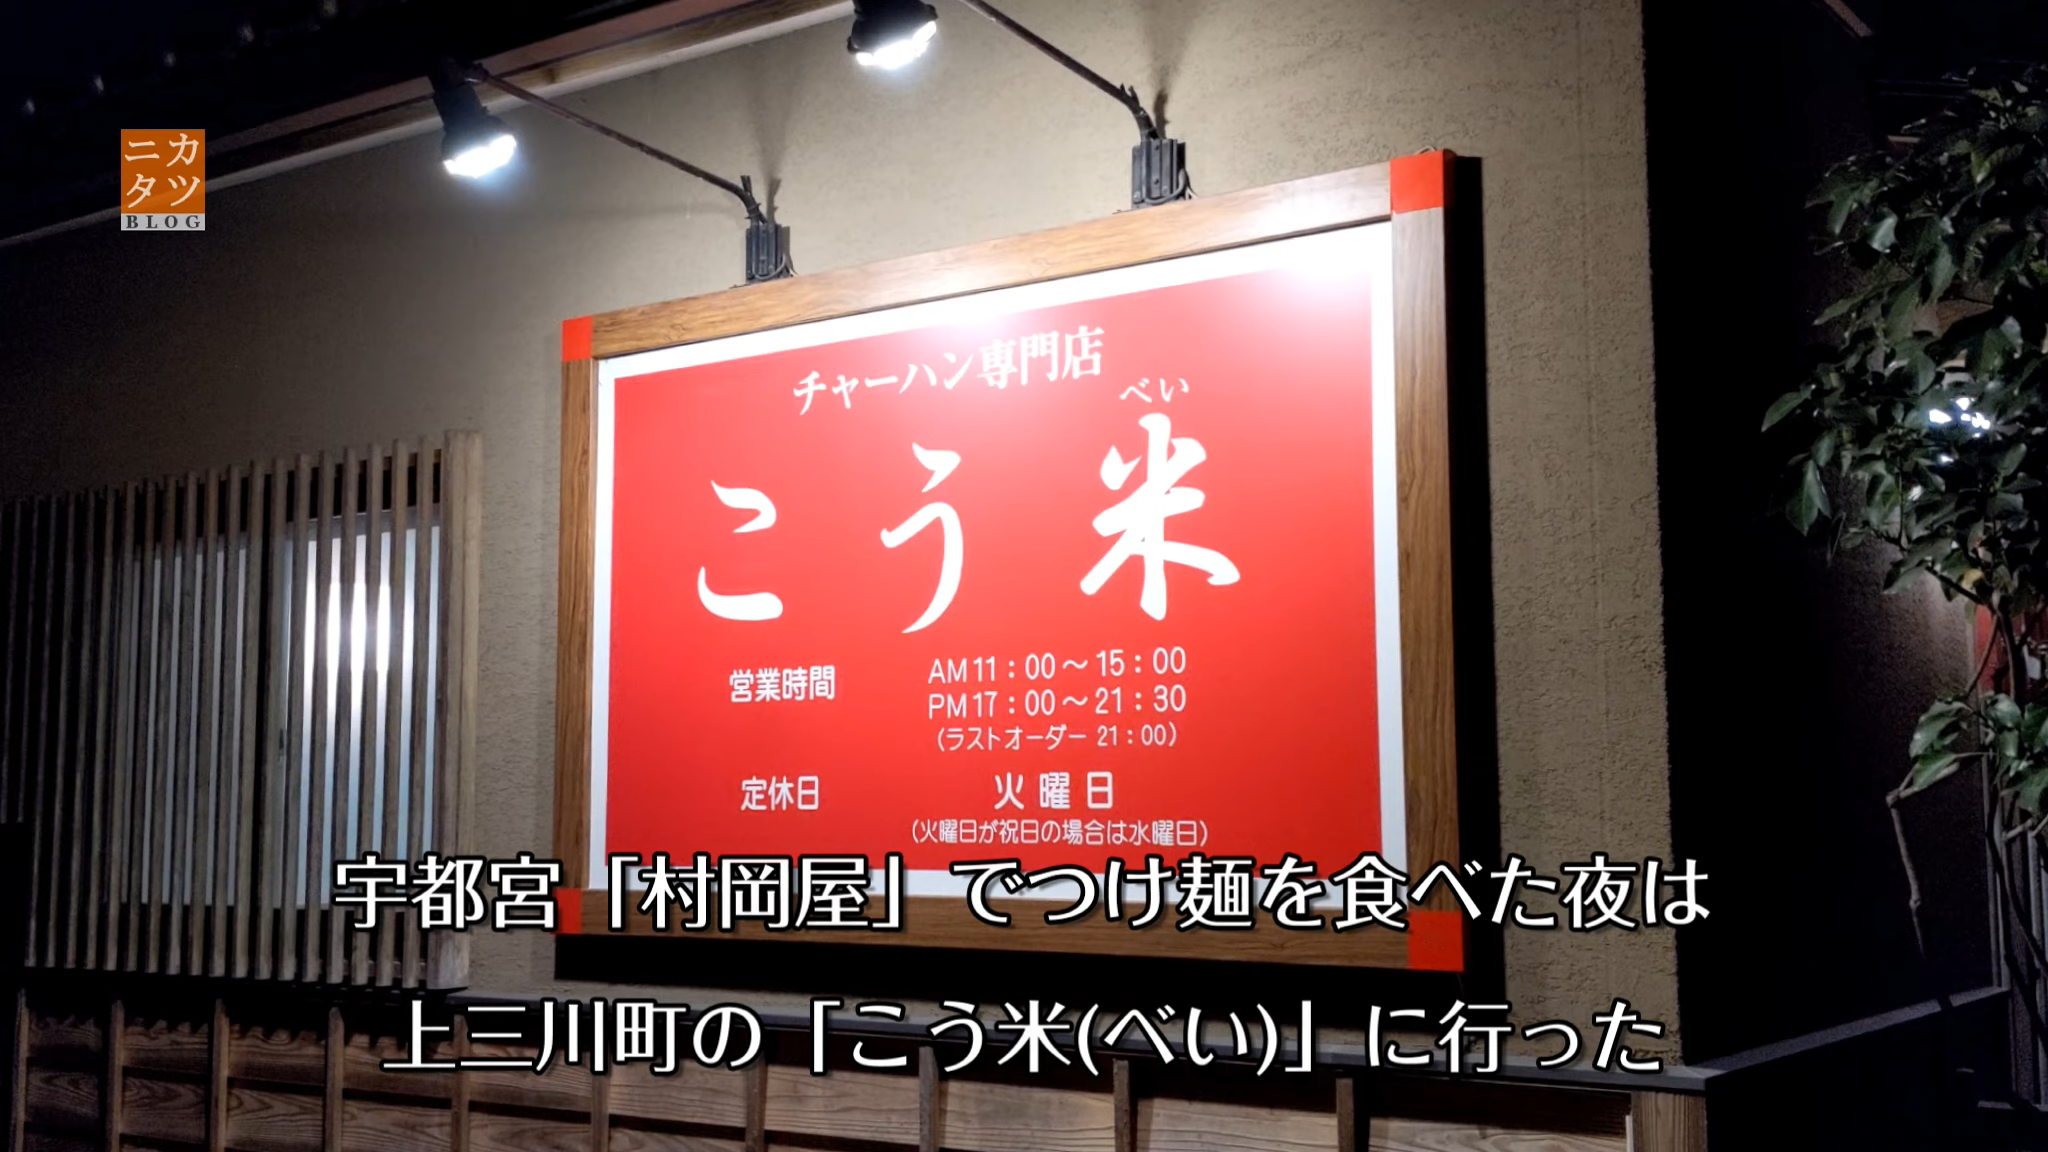 ニカ
タツ
BLOG
チャーハン専門店
べい
こう米
営業時間 AM11：00～15：00
PM17：00～21：30
（ラストオーダー 21：00）
定休日 火曜日
（火曜日が祝日の場合は水曜日）
宇都宮「村岡屋」でつけ麺を食べた夜は
上三川町の「こう米(べい)」に行った